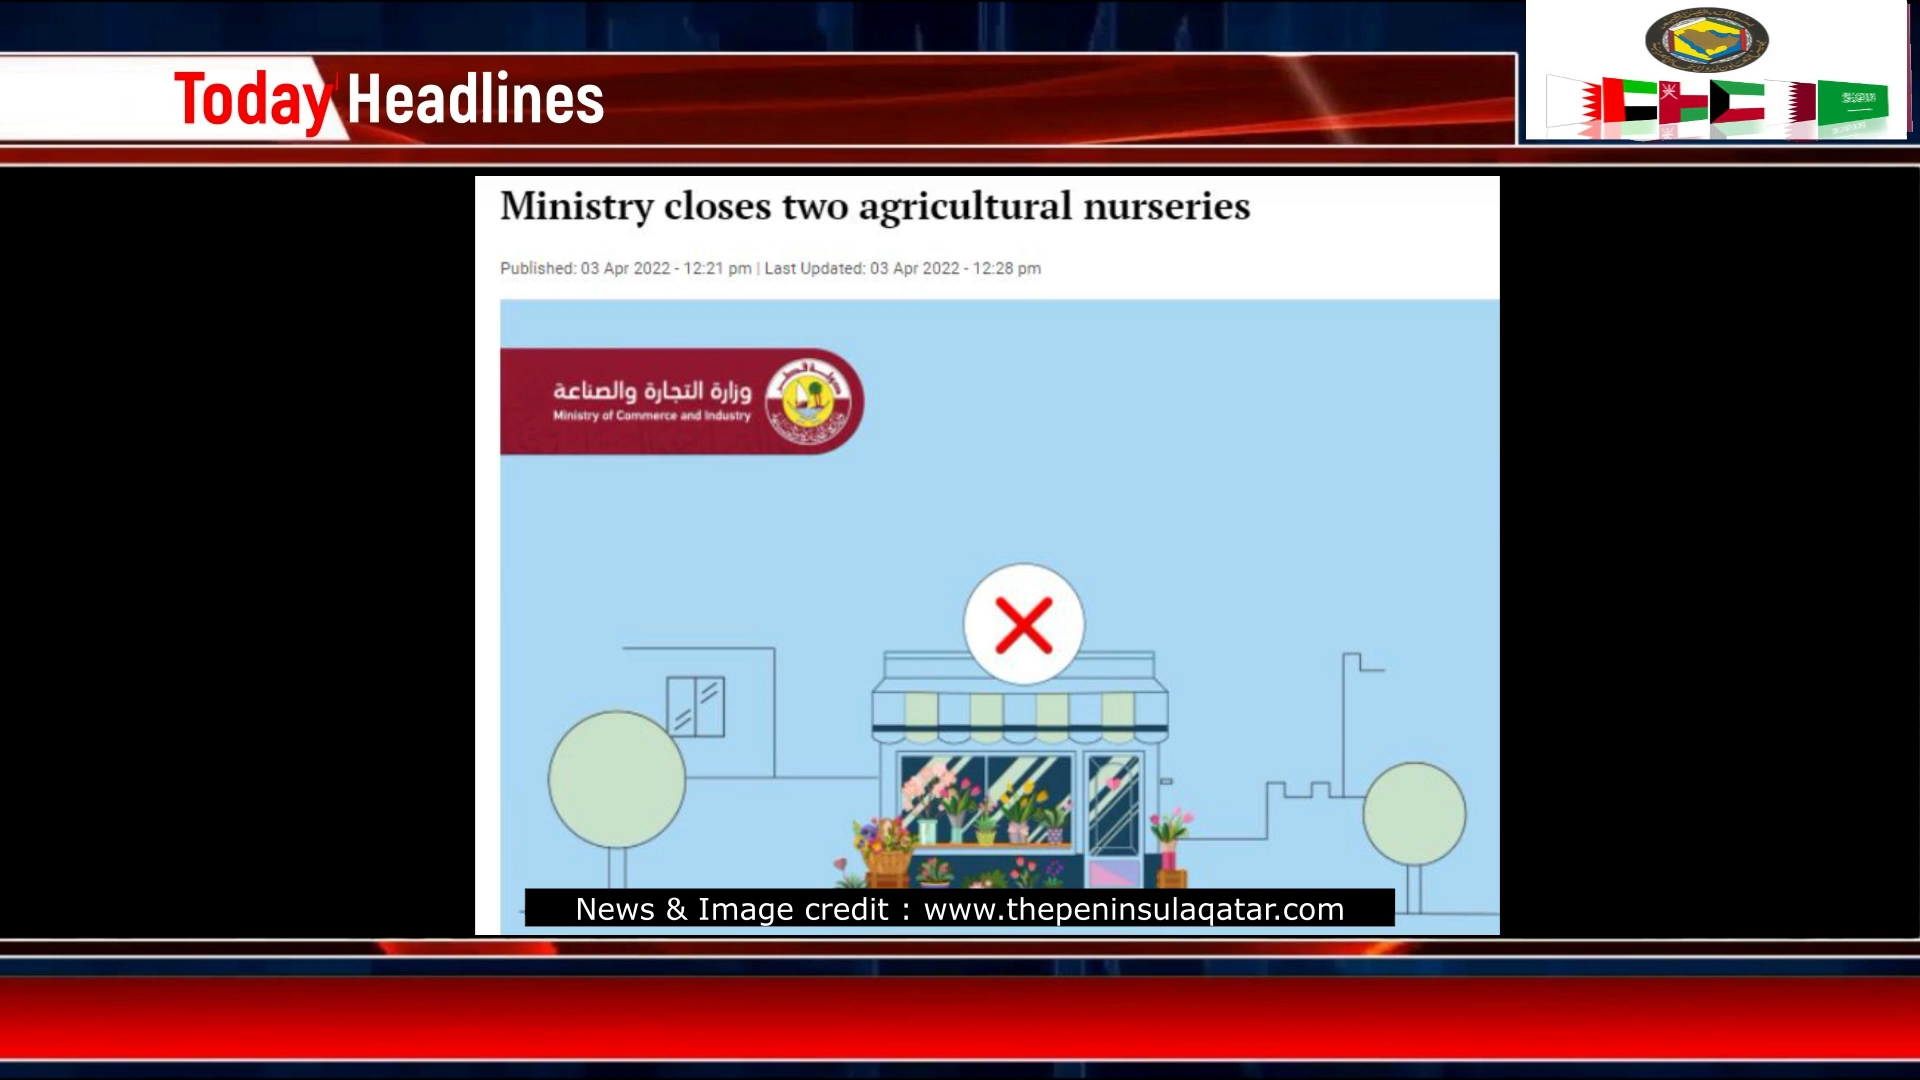 Today Headlines
Ministry closes two agricultural nurseries
Published: 03 Apr 2022 - 12:21 pm | Last Updated: 03 Apr 2022 - 12:28 pm
وزارة التجارة والصناعة
Ministry of Commerce and Industry
News & Image credit : www.thepeninsulaqatar.com